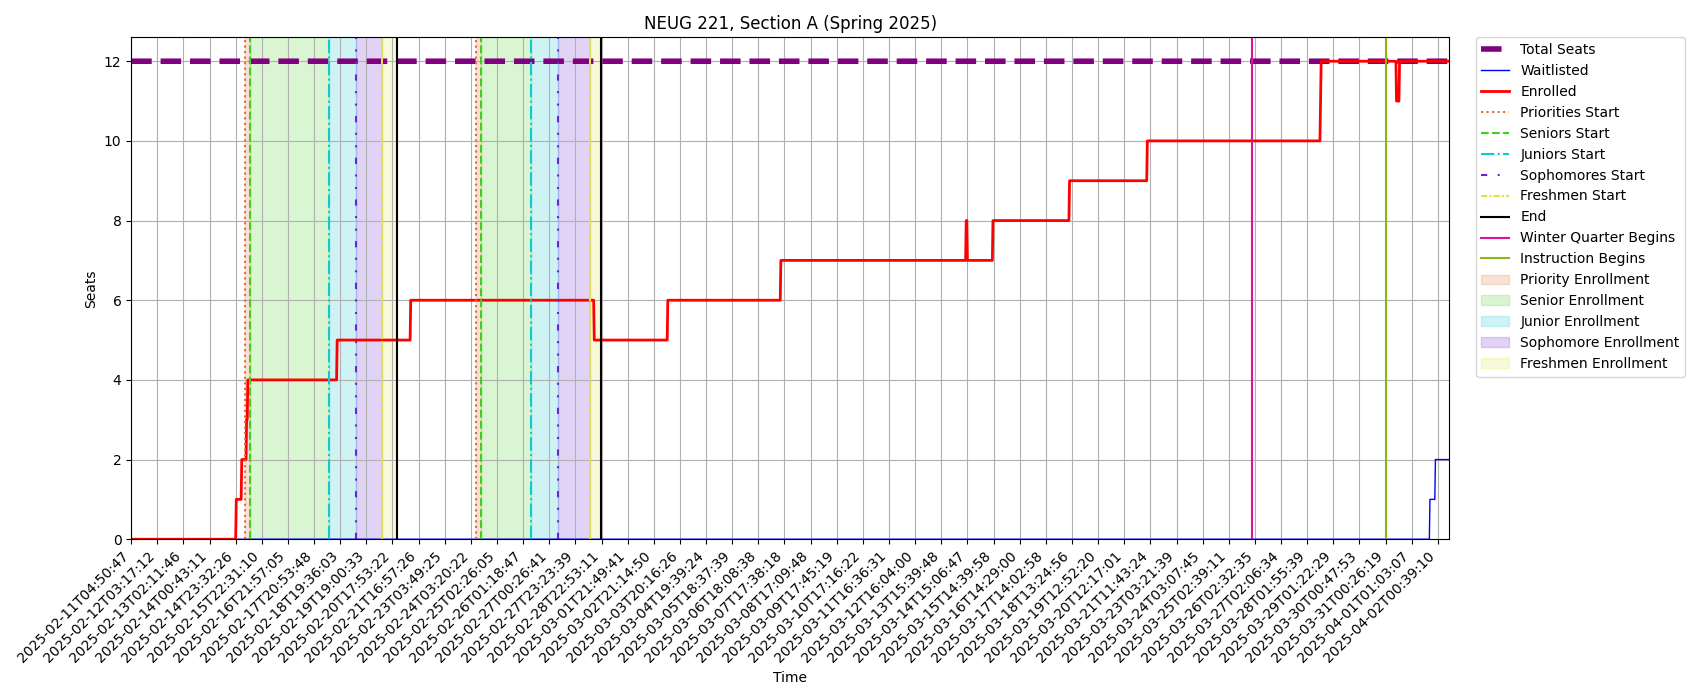 NEUG 221, Section A (Spring 2025)
Seats
12
10
8
6
4
2
0
2025-02-11T04:50:47
2025-02-12T03:17:12
2025-02-13T02:11:46
2025-02-14T00:43:11
2025-02-14T23:32:26
2025-02-15T22:31:10
2025-02-16T21:57:05
2025-02-17T20:53:48
2025-02-18T19:36:03
2025-02-19T19:00:33
2025-02-20T17:53:22
2025-02-21T16:57:26
2025-02-24T03:49:25
2025-02-24T03:20:22
2025-02-25T02:26:05
2025-02-26T01:18:47
2025-02-27T00:26:41
2025-02-27T23:23:39
2025-02-28T22:53:11
2025-03-01T21:49:41
2025-03-02T21:14:50
2025-03-03T20:16:26
2025-03-04T19:39:24
2025-03-05T18:37:39
2025-03-06T18:08:38
2025-03-07T17:38:18
2025-03-08T17:09:48
2025-03-09T17:45:19
2025-03-10T17:16:22
2025-03-11T16:36:31
2025-03-12T16:04:00
2025-03-13T15:39:48
2025-03-14T15:06:47
2025-03-15T14:39:58
2025-03-16T14:29:00
2025-03-17T14:02:58
2025-03-18T13:24:56
2025-03-19T12:52:20
2025-03-20T12:17:01
2025-03-21T11:43:24
2025-03-23T03:21:39
2025-03-24T03:07:45
2025-03-25T02:39:11
2025-03-26T02:32:35
2025-03-27T02:06:34
2025-03-28T01:55:39
2025-03-29T01:22:29
2025-03-30T00:47:53
2025-03-31T00:26:19
2025-04-01T01:03:07
2025-04-02T00:39:10
Time
Total Seats
Waitlisted
Enrolled
Priorities Start
Seniors Start
Juniors Start
Sophomores Start
Freshmen Start
End
Winter Quarter Begins
Instruction Begins
Priority Enrollment
Senior Enrollment
Junior Enrollment
Sophomore Enrollment
Freshmen Enrollment